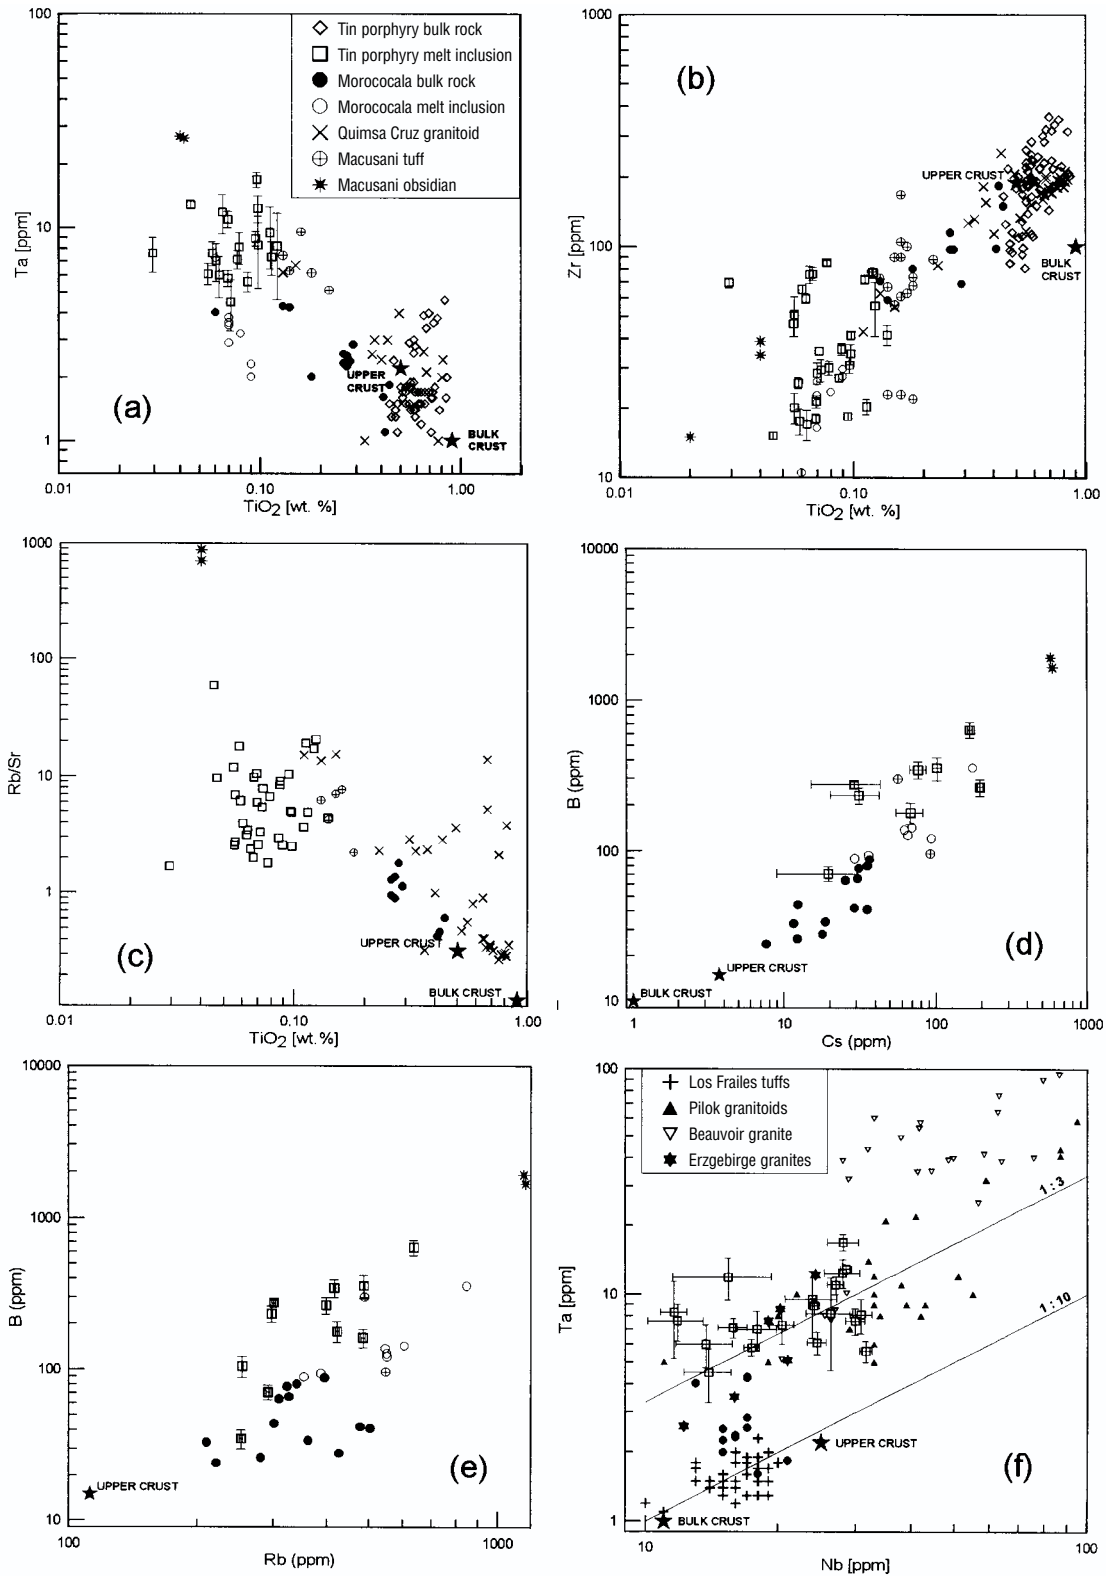 100
10
1
Ta [ppm]
0.01
0.10
1.00
TiO2 [wt. %]
Tin porphyry bulk rock
Tin porphyry melt inclusion
Morococala bulk rock
Morococala melt inclusion
Quimsa Cruz granitoid
Macusani tuff
Macusani obsidian
UPPER
CRUST
BULK
CRUST
(a)
1000
100
10
Zr [ppm]
0.01
0.10
1.00
TiO2 [wt. %]
UPPER CRUST
BULK
CRUST
(b)
1000
100
10
1
Rb/Sr
0.01
0.10
1.00
TiO2 [wt. %]
UPPER CRUST
BULK CRUST
(c)
10000
1000
100
10
B (ppm)
1
10
100
1000
Cs (ppm)
UPPER CRUST
BULK CRUST
(d)
10000
1000
100
10
B (ppm)
100
1000
Rb (ppm)
UPPER CRUST
(e)
100
10
1
Ta [ppm]
10
100
Nb [ppm]
Los Frailes tuffs
Pilok granitoids
Beauvoir granite
Erzgebirge granites
1 : 3
1 : 10
UPPER CRUST
BULK CRUST
(f)